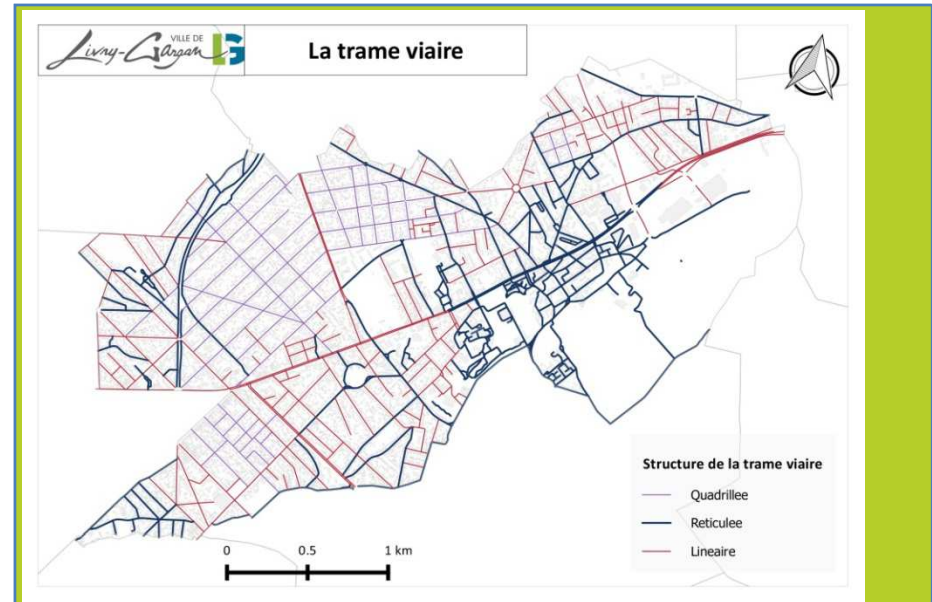 Livry-Gargan
VILLE DE
LG
La trame viaire
Structure de la trame viaire
Quadrillee
Reticulee
Lineaire
0 0.5 1 km